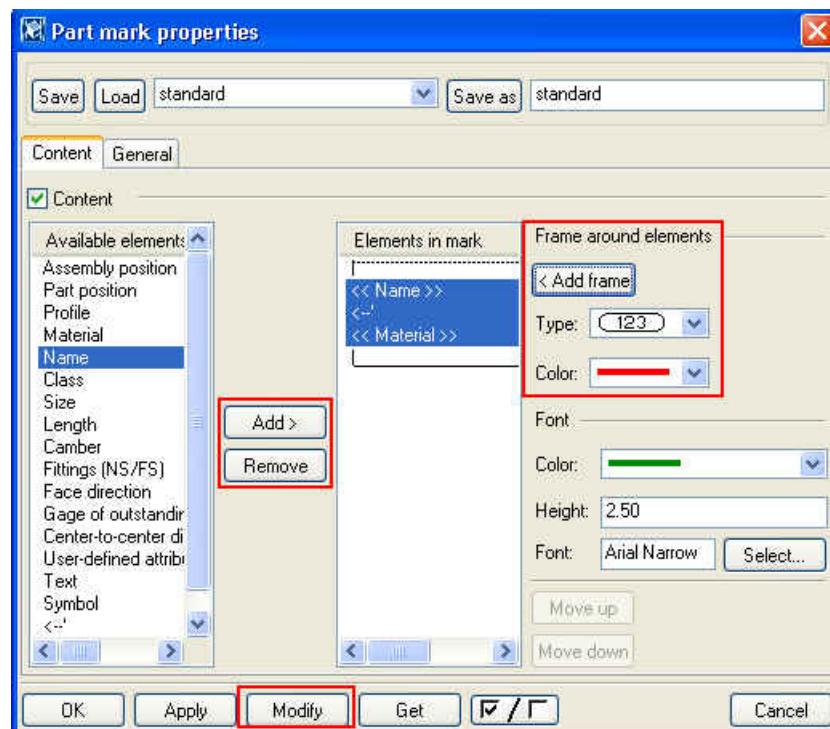 Part mark properties
Save Load standard Save as standard
Content General
Content
Available elements
Assembly position
Part position
Profile
Material
Name
Class
Size
Length
Camber
Fittings (NS/FS)
Face direction
Gage of outstandir
Center-to-center di
User-defined attribu
Text
Symbol
<--'
Add >
Remove
Elements in mark
<< Name >>
<--'
<< Material >>
Frame around elements
< Add frame
Type: 123
Color:
Font
Color:
Height: 2.50
Font: Arial Narrow Select...
Move up
Move down
OK Apply Modify Get / Cancel